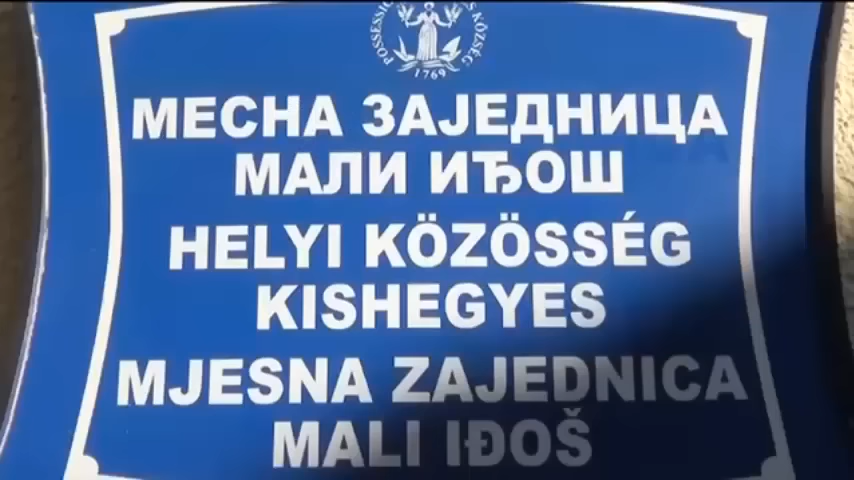 POSSESSIO
KÖZSÉG
1769
МЕСНА ЗАЈЕДНИЦА
МАЛИ ИЂОШ
HELYI KÖZÖSSÉG
KISHEGYES
MJESNA ZAJEDNICA
MALI IĐOŠ